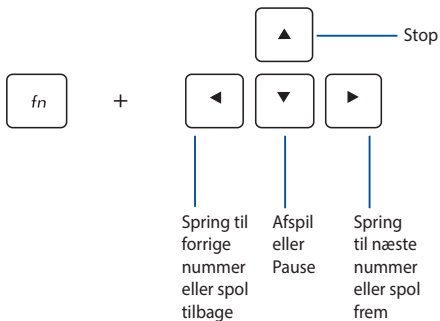 Stop
fn
+
Spring til
forrige
nummer
eller spol
tilbage
Afspil
eller
Pause
Spring
til næste
nummer
eller spol
frem